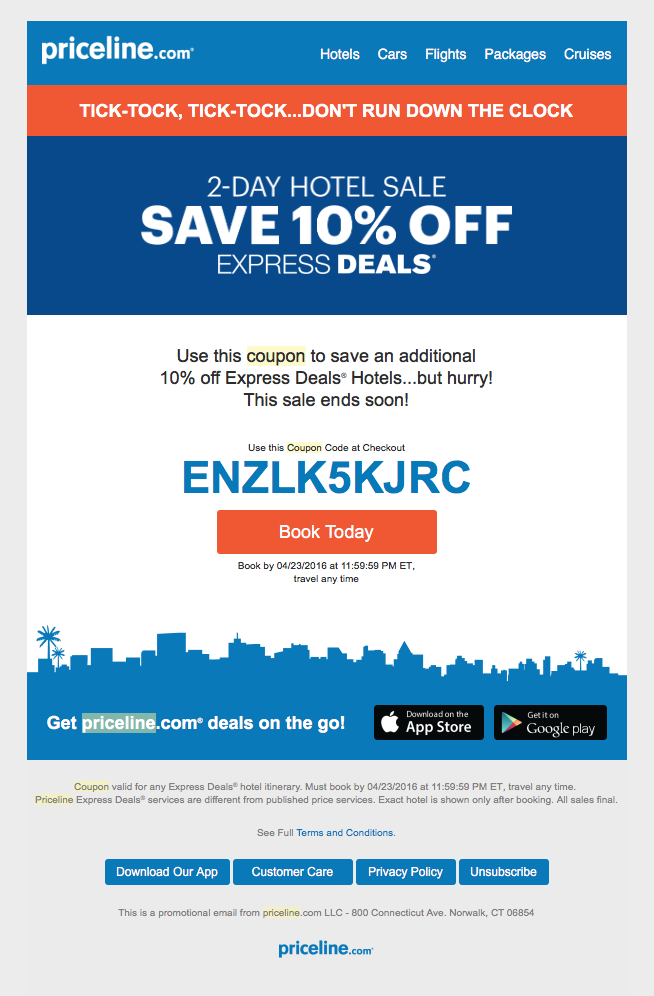 priceline.com®
Hotels Cars Flights Packages Cruises
TICK-TOCK, TICK-TOCK...DON'T RUN DOWN THE CLOCK
2-DAY HOTEL SALE
SAVE 10% OFF
EXPRESS DEALS®
Use this coupon to save an additional
10% off Express Deals® Hotels...but hurry!
This sale ends soon!
Use this Coupon Code at Checkout
ENZLK5KJRC
Book Today
Book by 04/23/2016 at 11:59:59 PM ET,
travel any time
Get priceline.com® deals on the go!
Download on the
App Store
Get it on
Google play
Coupon valid for any Express Deals® hotel itinerary. Must book by 04/23/2016 at 11:59:59 PM ET, travel any time.
Priceline Express Deals® services are different from published price services. Exact hotel is shown only after booking. All sales final.
See Full Terms and Conditions.
Download Our App Customer Care Privacy Policy Unsubscribe
This is a promotional email from priceline.com LLC - 800 Connecticut Ave. Norwalk, CT 06854
priceline.com®